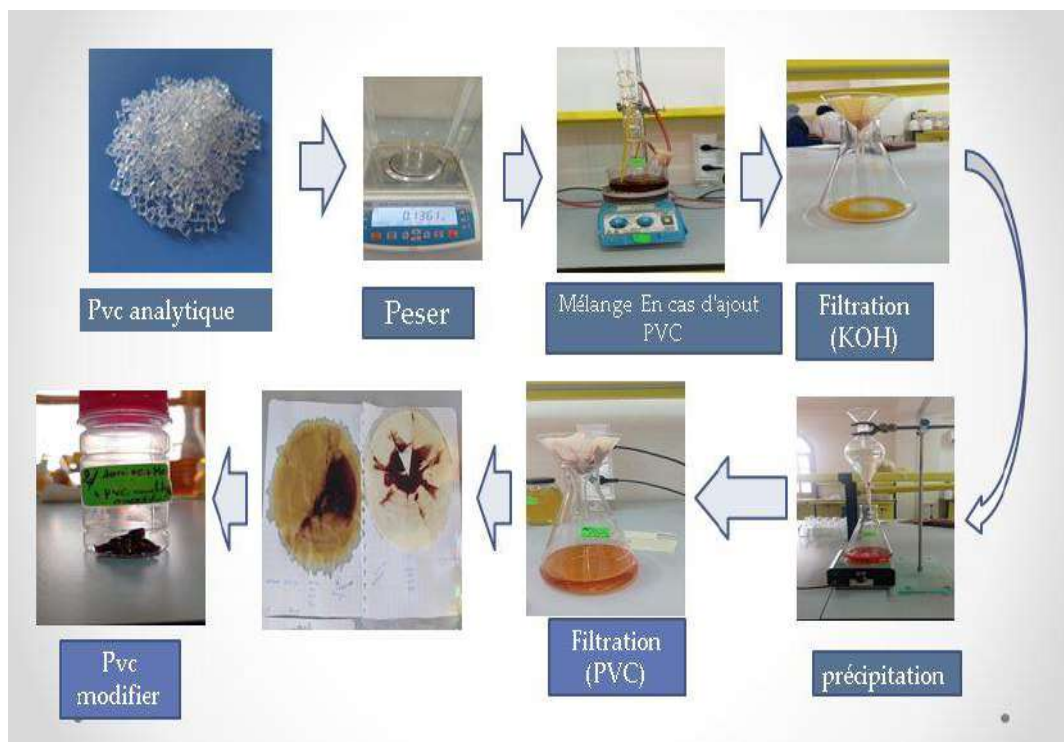 Pvc analytique
0.1361
Peser
Mélange En cas d'ajout
PVC
Filtration
(KOH)
précipitation
Filtration
(PVC)
Pvc
modifier